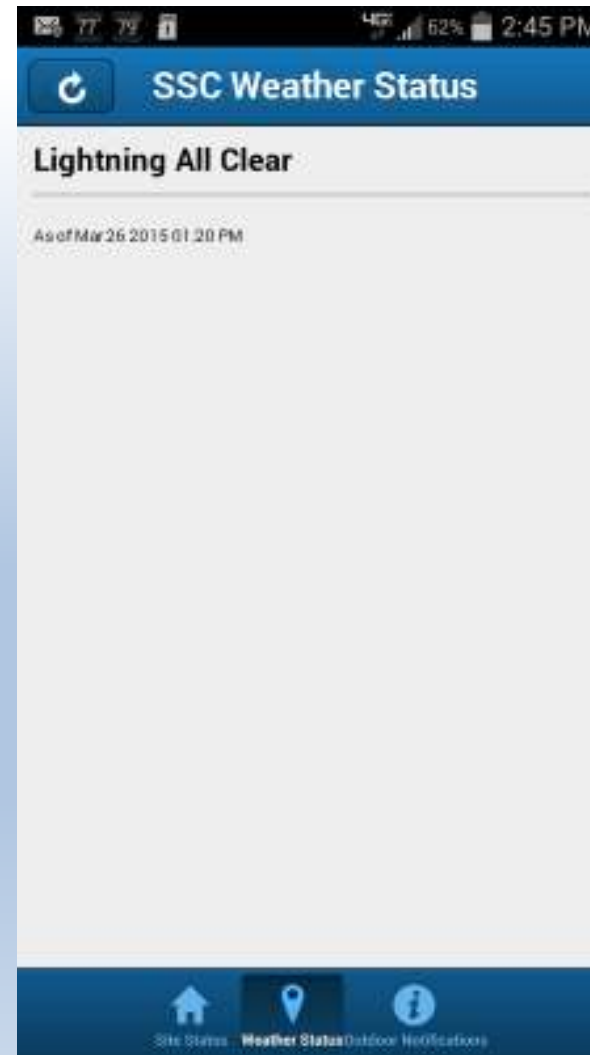 77° 79° 62% 2:45 PM
SSC Weather Status
Lightning All Clear
As of Mar 26 2015 01:20 PM
Site Status Weather Status Outdoor Notifications